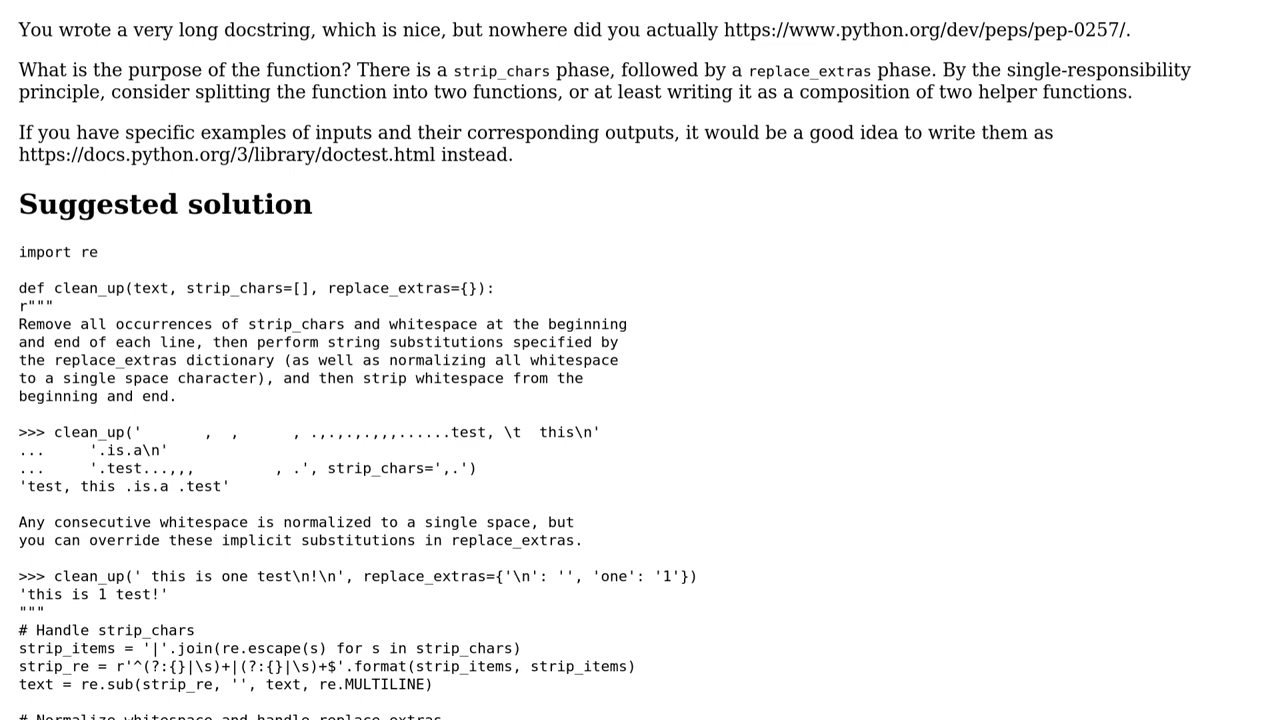 You wrote a very long docstring, which is nice, but nowhere did you actually https://www.python.org/dev/peps/pep-0257/.
What is the purpose of the function? There is a strip_chars phase, followed by a replace_extras phase. By the single-responsibility
principle, consider splitting the function into two functions, or at least writing it as a composition of two helper functions.
If you have specific examples of inputs and their corresponding outputs, it would be a good idea to write them as
https://docs.python.org/3/library/doctest.html instead.
Suggested solution
import re
def clean_up(text, strip_chars=[], replace_extras={}):
r"""
Remove all occurrences of strip_chars and whitespace at the beginning
and end of each line, then perform string substitutions specified by
the replace_extras dictionary (as well as normalizing all whitespace
to a single space character), and then strip whitespace from the
beginning and end.
>>> clean_up('       ,  ,      , .,.,.,.,,,......test, \t  this\n'
...     '.is.a\n'
...     '.test...,,,         , .', strip_chars=',.')
'test, this .is.a .test'
Any consecutive whitespace is normalized to a single space, but
you can override these implicit substitutions in replace_extras.
>>> clean_up(' this is one test\n!\n', replace_extras={'\n': '', 'one': '1'})
'this is 1 test!'
"""
# Handle strip_chars
strip_items = '|'.join(re.escape(s) for s in strip_chars)
strip_re = r'^(?:{}|\s)+|(?:{}|\s)+$'.format(strip_items, strip_items)
text = re.sub(strip_re, '', text, re.MULTILINE)
# Normalize whitespace and handle replace_extras